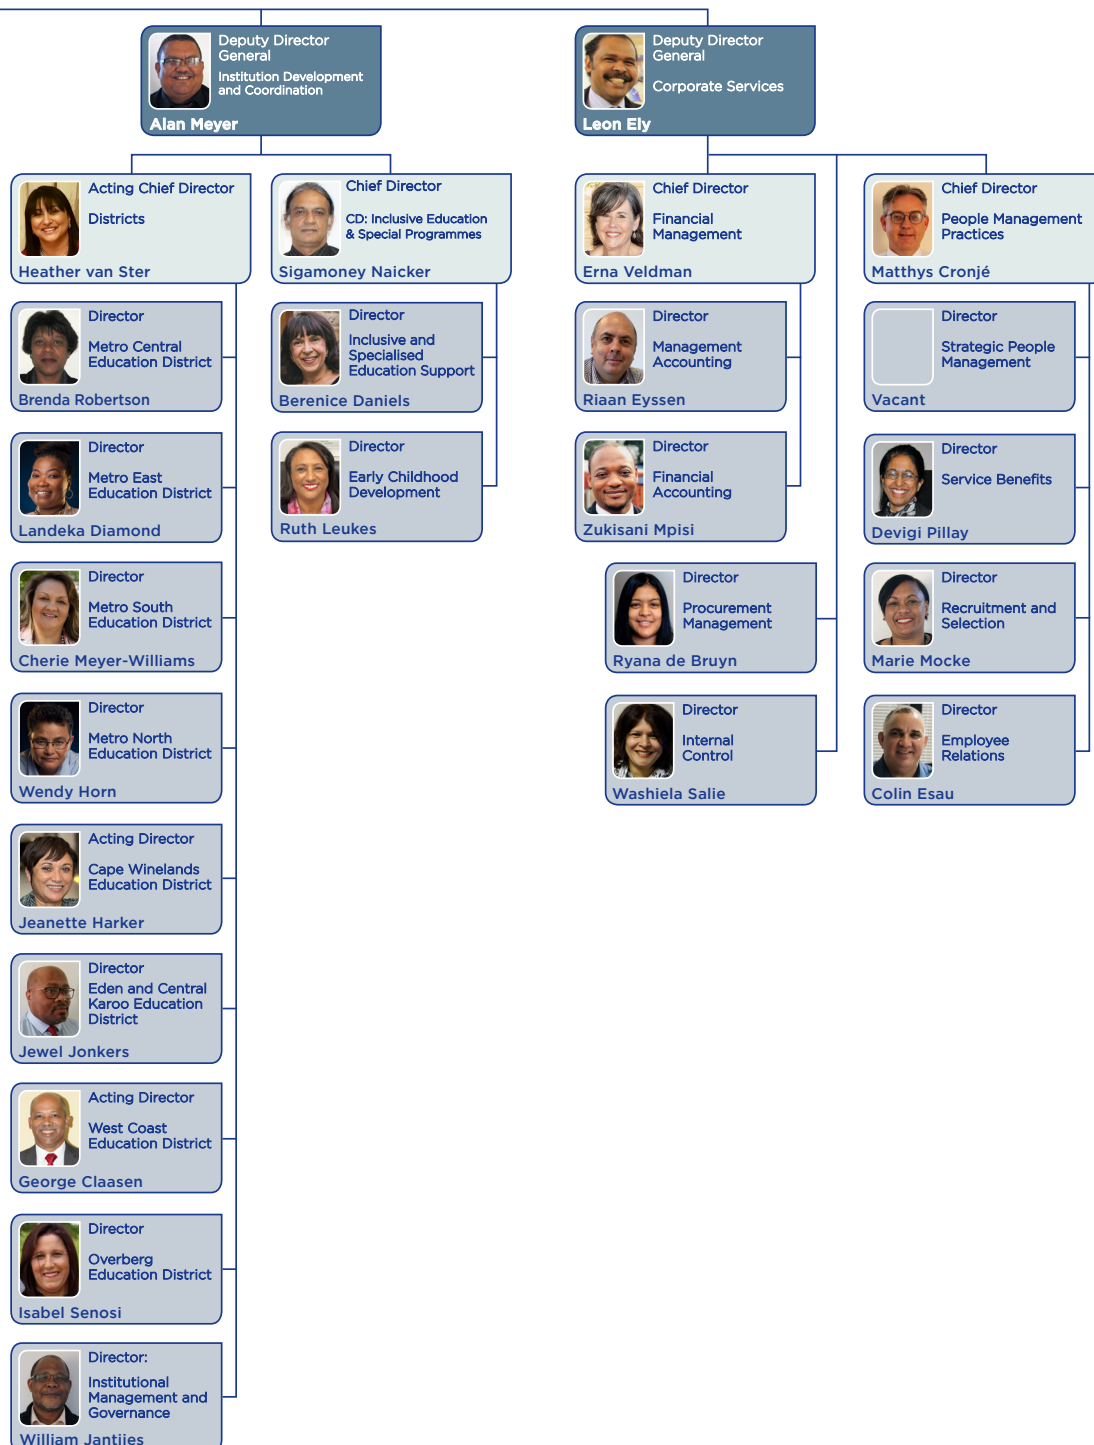 Deputy Director
General
Institution Development
and Coordination
Alan Meyer
Deputy Director
General
Corporate Services
Leon Ely
Acting Chief Director
Districts
Heather van Ster
Chief Director
CD: Inclusive Education
& Special Programmes
Sigamoney Naicker
Chief Director
Financial
Management
Erna Veldman
Chief Director
People Management
Practices
Matthys Cronjé
Director
Metro Central
Education District
Brenda Robertson
Director
Inclusive and
Specialised
Education Support
Berenice Daniels
Director
Management
Accounting
Riaan Eyssen
Director
Strategic People
Management
Vacant
Director
Metro East
Education District
Landeka Diamond
Director
Early Childhood
Development
Ruth Leukes
Director
Financial
Accounting
Zukisani Mpisi
Director
Service Benefits
Devigi Pillay
Director
Metro South
Education District
Cherie Meyer-Williams
Director
Procurement
Management
Ryana de Bruyn
Director
Recruitment and
Selection
Marie Mocke
Director
Metro North
Education District
Wendy Horn
Director
Internal
Control
Washiela Salie
Director
Employee
Relations
Colin Esau
Acting Director
Cape Winelands
Education District
Jeanette Harker
Director
Eden and Central
Karoo Education
District
Jewel Jonkers
Acting Director
West Coast
Education District
George Claasen
Director
Overberg
Education District
Isabel Senosi
Director:
Institutional
Management and
Governance
William Jantjies